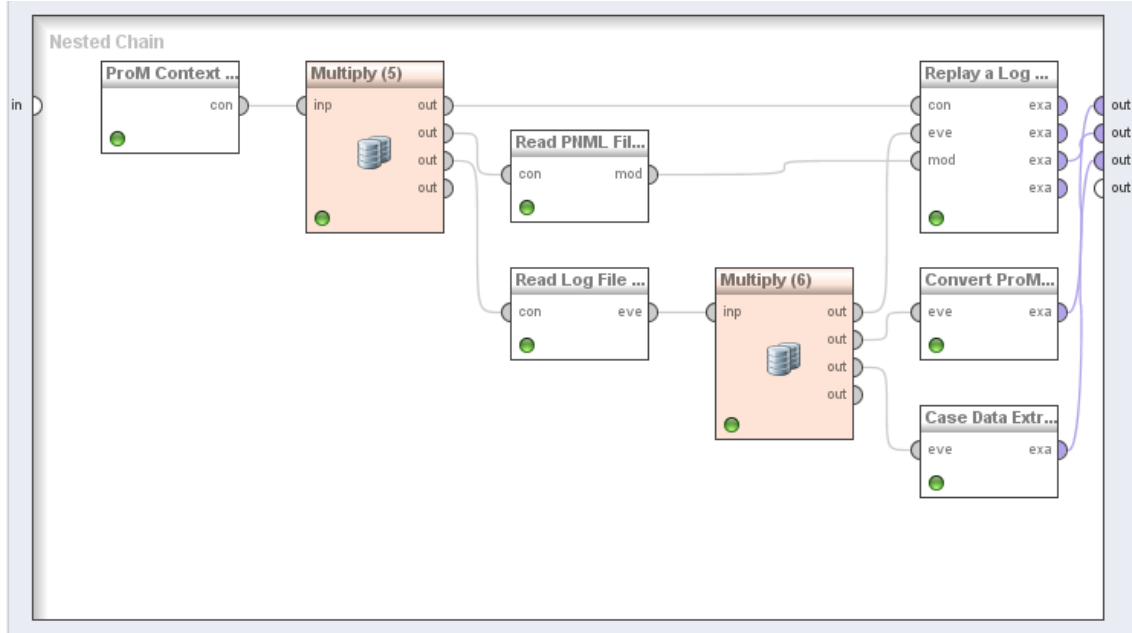 Nested Chain
ProM Context ...
con
Multiply (5)
inp
out
out
out
out
Read PNML Fil...
con
mod
Read Log File ...
con
eve
Multiply (6)
inp
out
out
out
out
Replay a Log ...
con
exa
eve
exa
mod
exa
exa
Convert ProM...
eve
exa
Case Data Extr...
eve
exa
in
out
out
out
out